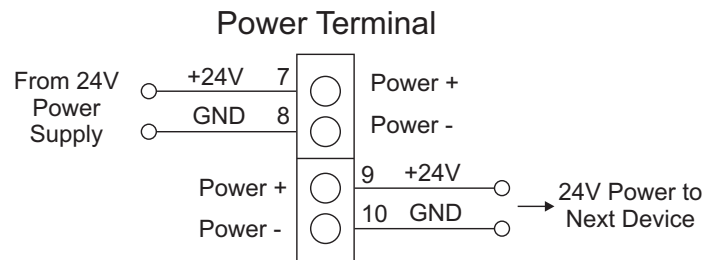 Power Terminal
From 24V
Power
Supply
+24V 7
GND 8
Power +
Power -
Power +
Power -
9 +24V
10 GND
24V Power to
Next Device